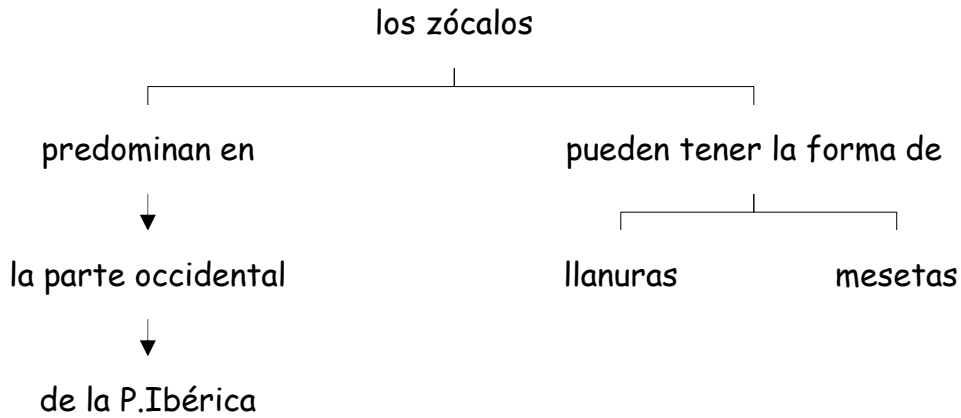 los zócalos
predominan en
pueden tener la forma de
la parte occidental
llanuras
mesetas
de la P.Ibérica